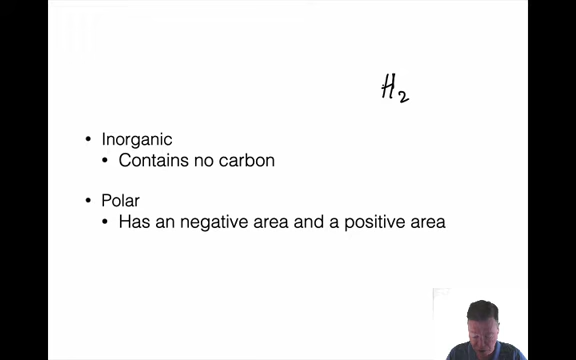 H2
• Inorganic
• Contains no carbon
• Polar
• Has an negative area and a positive area